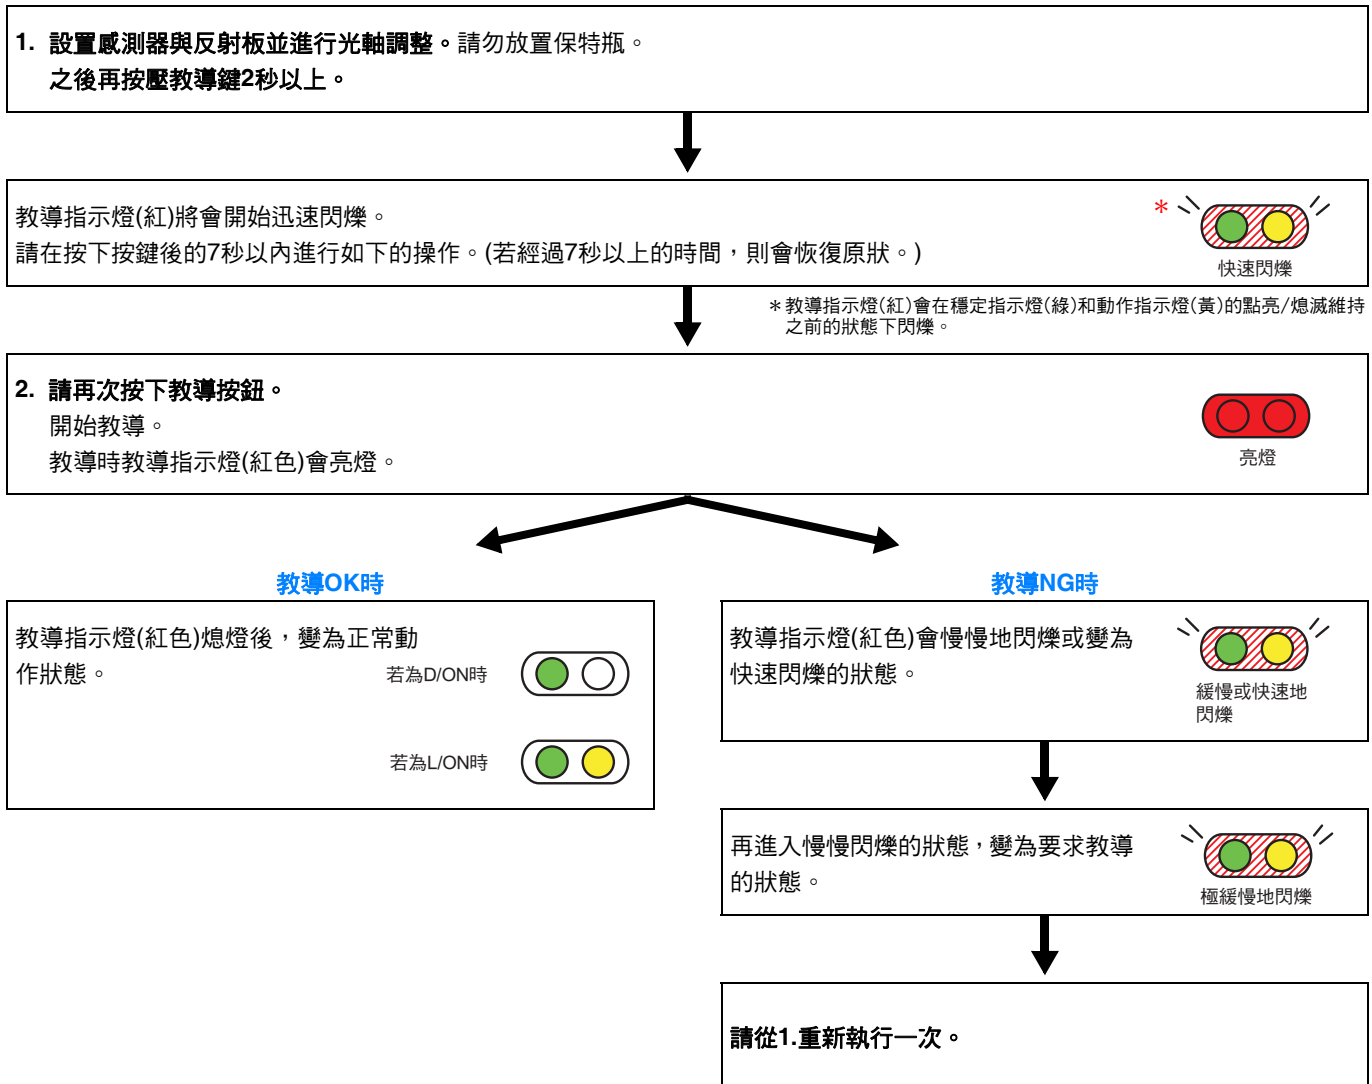 1. 設置感測器與反射板並進行光軸調整。請勿放置保特瓶。
之後再按壓教導鍵2秒以上。
教導指示燈(紅)將會開始迅速閃爍。
請在按下按鍵後的7秒以內進行如下的操作。(若經過7秒以上的時間，則會恢復原狀。)
*
快速閃爍
*教導指示燈(紅)會在穩定指示燈(綠)和動作指示燈(黃)的點亮/熄滅維持
之前的狀態下閃爍。
2. 請再次按下教導按鈕。
開始教導。
教導時教導指示燈(紅色)會亮燈。
亮燈
教導OK時
教導指示燈(紅色)熄燈後，變為正常動
作狀態。
若為D/ON時
若為L/ON時
教導NG時
教導指示燈(紅色)會慢慢地閃爍或變為
快速閃爍的狀態。
緩慢或快速地
閃爍
再進入慢慢閃爍的狀態，變為要求教導
的狀態。
極緩慢地閃爍
請從1.重新執行一次。